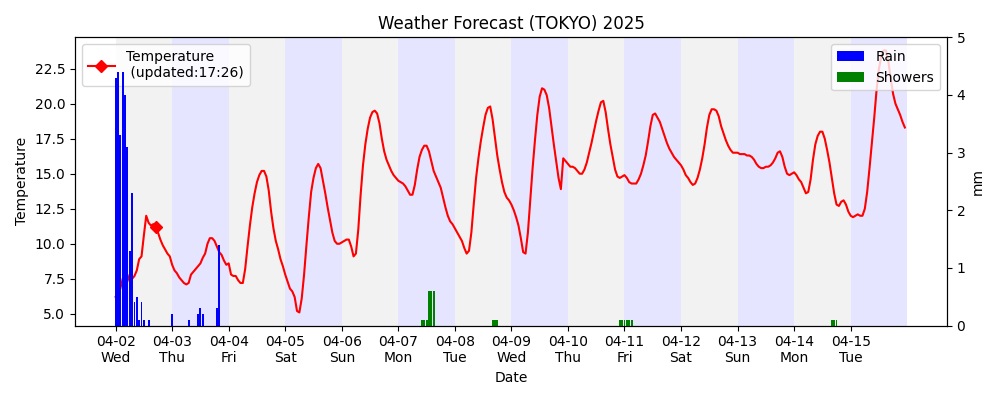 Weather Forecast (TOKYO) 2025
Temperature
(updated:17:26)
Rain
Showers
22.5
20.0
17.5
15.0
12.5
10.0
7.5
5.0
Temperature
5
4
3
2
1
0
mm
04-02 04-03 04-04 04-05 04-06 04-07 04-08 04-09 04-10 04-11 04-12 04-13 04-14 04-15
Wed Thu Fri Sat Sun Mon Tue Wed Thu Fri Sat Sun Mon Tue
Date